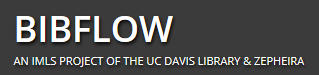 BIBFLOW
AN IMLS PROJECT OF THE UC DAVIS LIBRARY & ZEPHEIRA